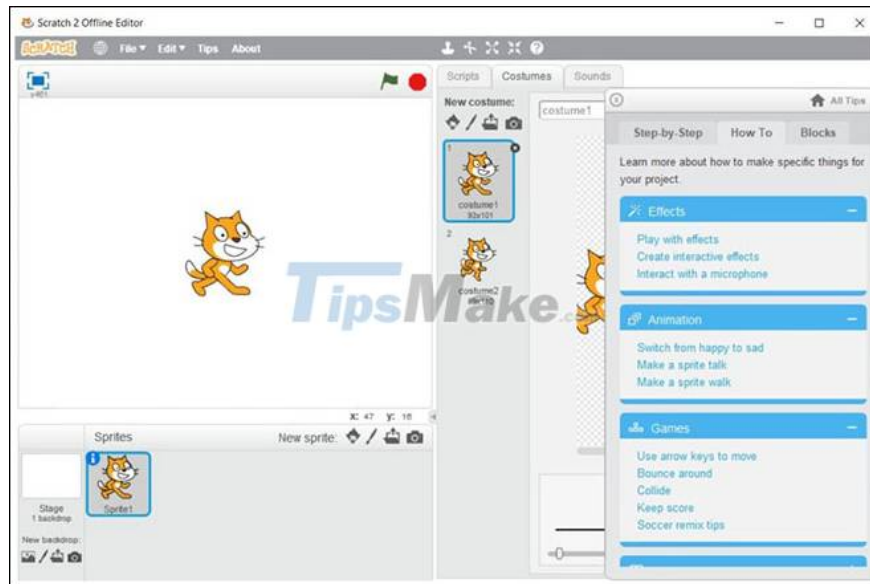 Scratch 2 Offline Editor
SCRATCH File Edit Tips About
v461
Scripts Costumes Sounds
New costume:
costume1
1
costume1
93x101
2
costume2
TipsMake
x: 47 y: 16
Sprites New sprite:
Stage
1 backdrop
Sprite1
New backdrop:
All Tips
Step-by-Step How To Blocks
Learn more about how to make specific things for
your project.
Effects
Play with effects
Create interactive effects
Interact with a microphone
Animation
Switch from happy to sad
Make a sprite talk
Make a sprite walk
Games
Use arrow keys to move
Bounce around
Collide
Keep score
Soccer remix tips